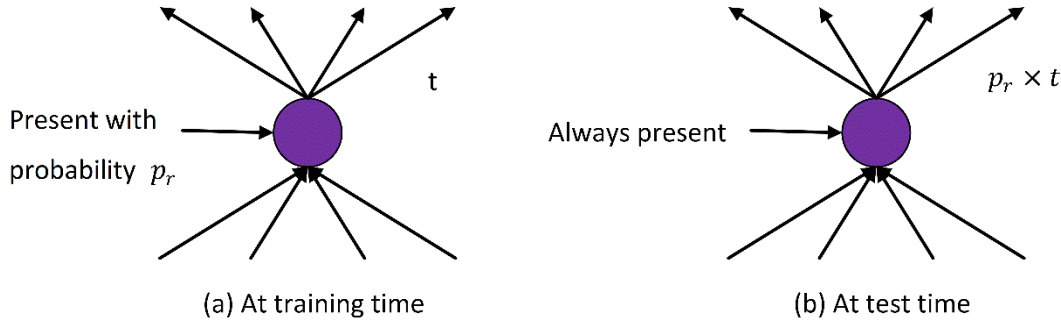 t
Present with
probability p_r
(a) At training time
p_r × t
Always present
(b) At test time